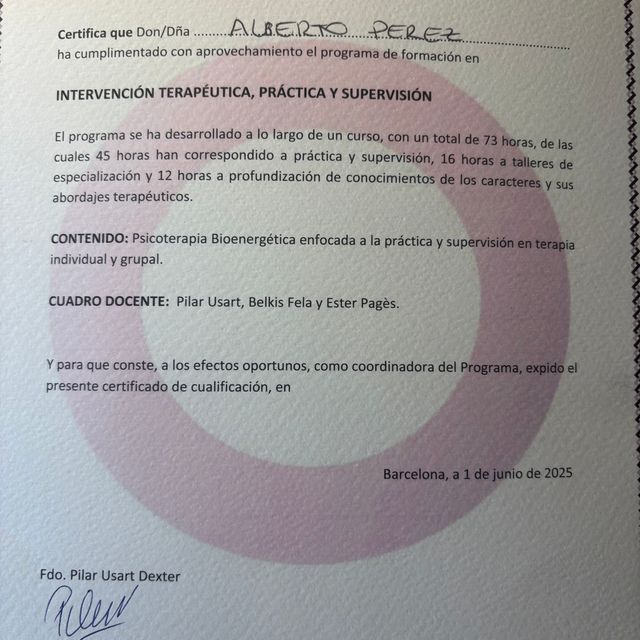 Certifica que Don/Dña ........ALBERTO PEREZ........
ha cumplimentado con aprovechamiento el programa de formación en
INTERVENCIÓN TERAPÉUTICA, PRÁCTICA Y SUPERVISIÓN
El programa se ha desarrollado a lo largo de un curso, con un total de 73 horas, de las
cuales 45 horas han correspondido a práctica y supervisión, 16 horas a talleres de
especialización y 12 horas a profundización de conocimientos de los caracteres y sus
abordajes terapéuticos.
CONTENIDO: Psicoterapia Bioenergética enfocada a la práctica y supervisión en terapia
individual y grupal.
CUADRO DOCENTE: Pilar Usart, Belkis Fela y Ester Pagès.
Y para que conste, a los efectos oportunos, como coordinadora del Programa, expido el
presente certificado de cualificación, en
Barcelona, a 1 de junio de 2025
Fdo. Pilar Usart Dexter